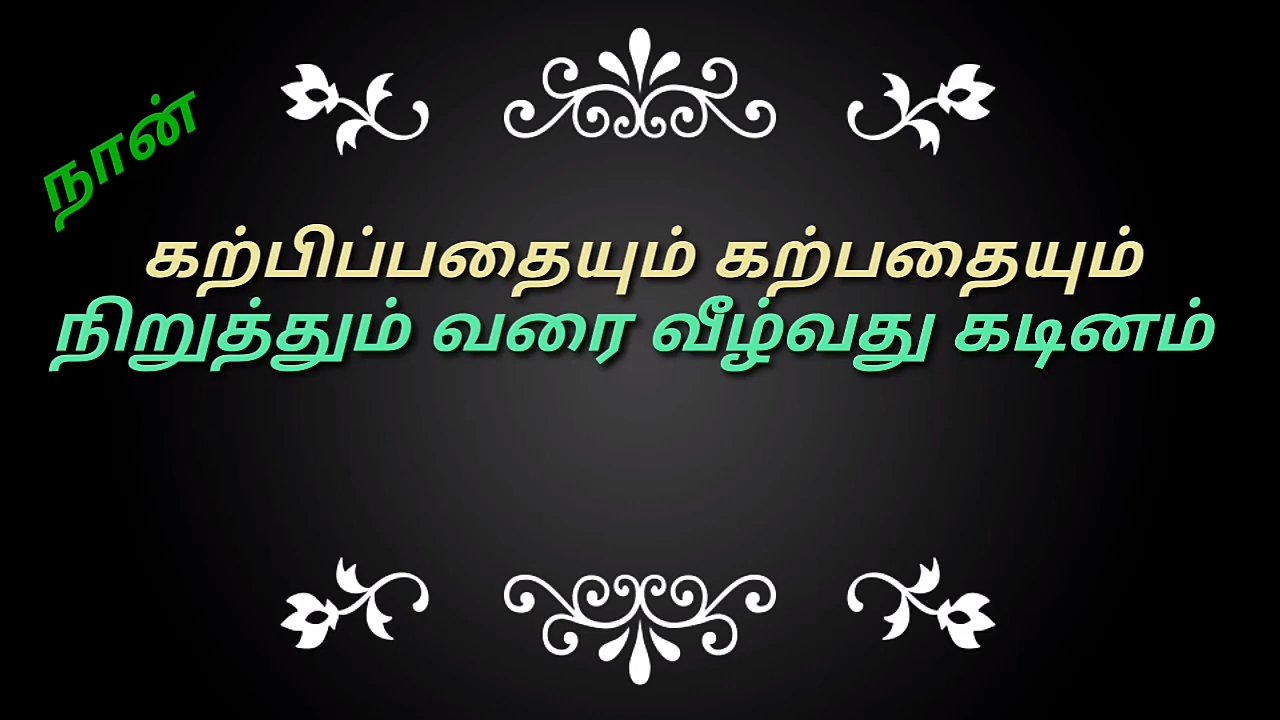 நான்
கற்பிப்பதையும் கற்பதையும்
நிறுத்தும் வரை வீழ்வது கடினம்